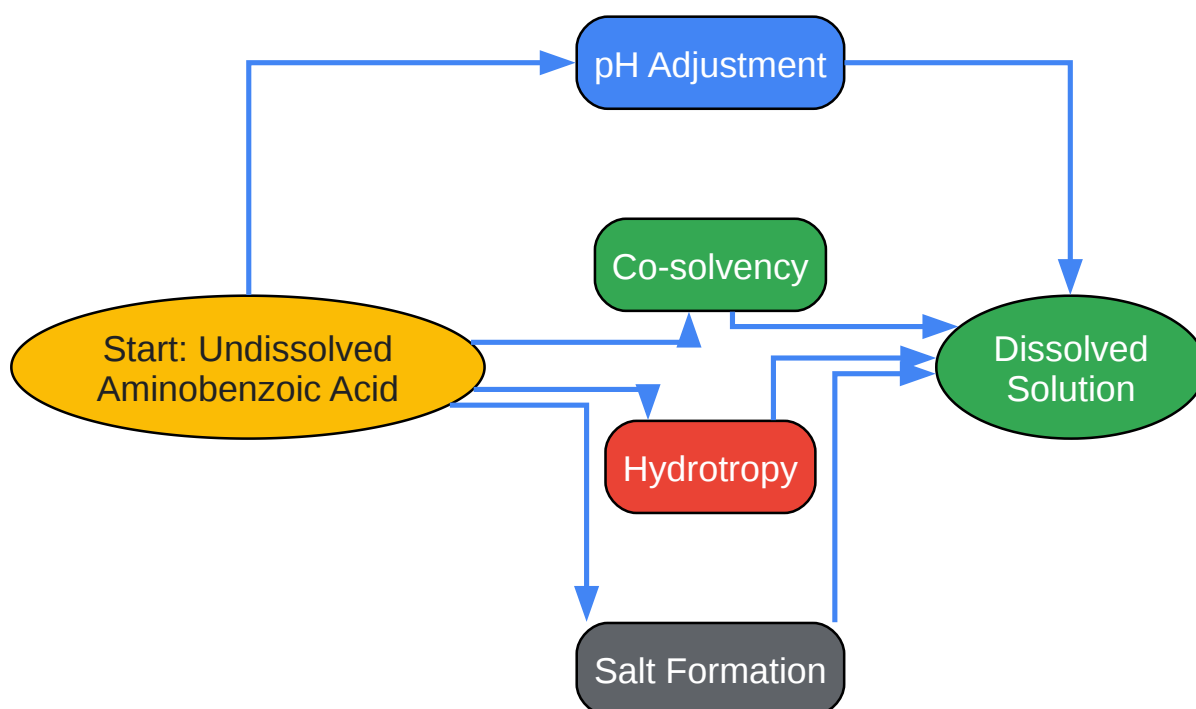 pH Adjustment
Co-solvency
Start: Undissolved
Aminobenzoic Acid
Dissolved
Solution
Hydrotropy
Salt Formation